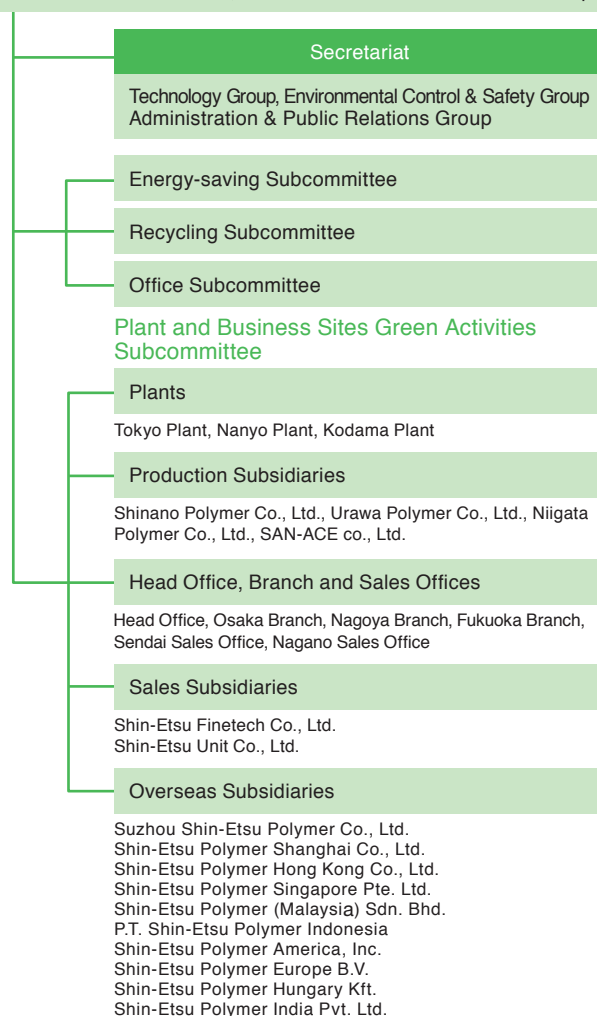 Secretariat
Technology Group, Environmental Control & Safety Group
Administration & Public Relations Group
Energy-saving Subcommittee
Recycling Subcommittee
Office Subcommittee
Plant and Business Sites Green Activities
Subcommittee
Plants
Tokyo Plant, Nanyo Plant, Kodama Plant
Production Subsidiaries
Shinano Polymer Co., Ltd., Urawa Polymer Co., Ltd., Niigata
Polymer Co., Ltd., SAN-ACE co., Ltd.
Head Office, Branch and Sales Offices
Head Office, Osaka Branch, Nagoya Branch, Fukuoka Branch,
Sendai Sales Office, Nagano Sales Office
Sales Subsidiaries
Shin-Etsu Finetech Co., Ltd.
Shin-Etsu Unit Co., Ltd.
Overseas Subsidiaries
Suzhou Shin-Etsu Polymer Co., Ltd.
Shin-Etsu Polymer Shanghai Co., Ltd.
Shin-Etsu Polymer Hong Kong Co., Ltd.
Shin-Etsu Polymer Singapore Pte. Ltd.
Shin-Etsu Polymer (Malaysia) Sdn. Bhd.
P.T. Shin-Etsu Polymer Indonesia
Shin-Etsu Polymer America, Inc.
Shin-Etsu Polymer Europe B.V.
Shin-Etsu Polymer Hungary Kft.
Shin-Etsu Polymer India Pvt. Ltd.